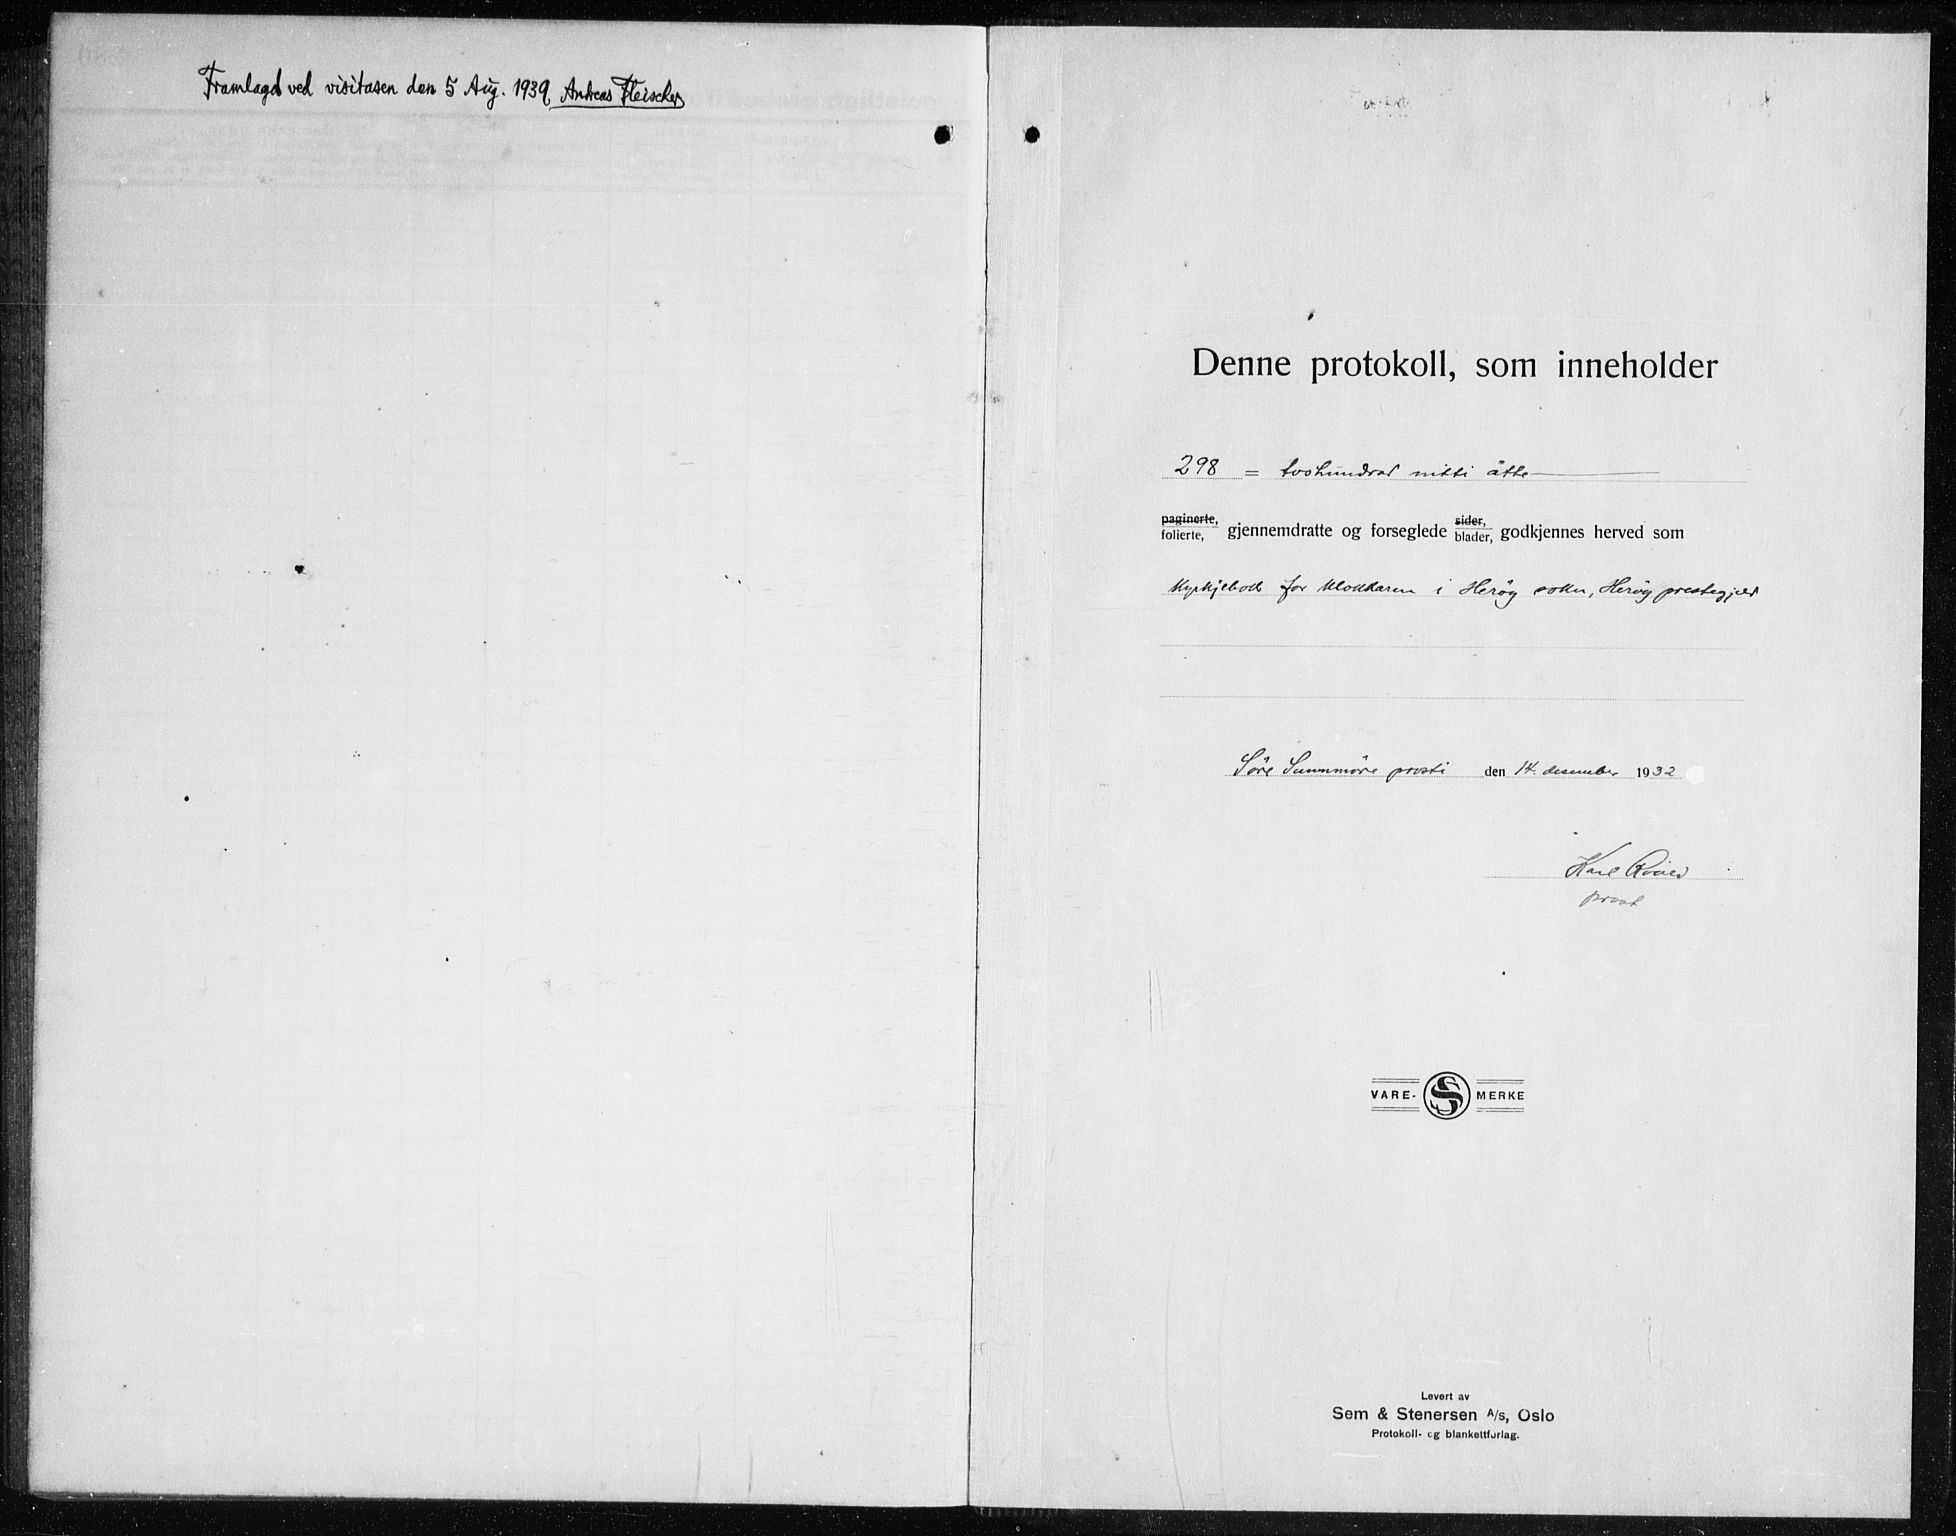 Framlagd ved visitasen den 5 Aug. 1939 Andreas Fleischer
Denne protokoll, som inneholder
298 = tvohundrad nitti åtte
paginerte, sider,
folierte, gjennemdratte og forseglede blader, godkjennes herved som
kyrkjebok for klokkaren i Herøy sokn, Herøy prestegjeld
Søre Sunnmøre prosti den 14. desember 1932
Karl
prost
VARE- S MERKE
Levert av
Sem & Stenersen A/s, Oslo
Protokoll- og blankettforlag.